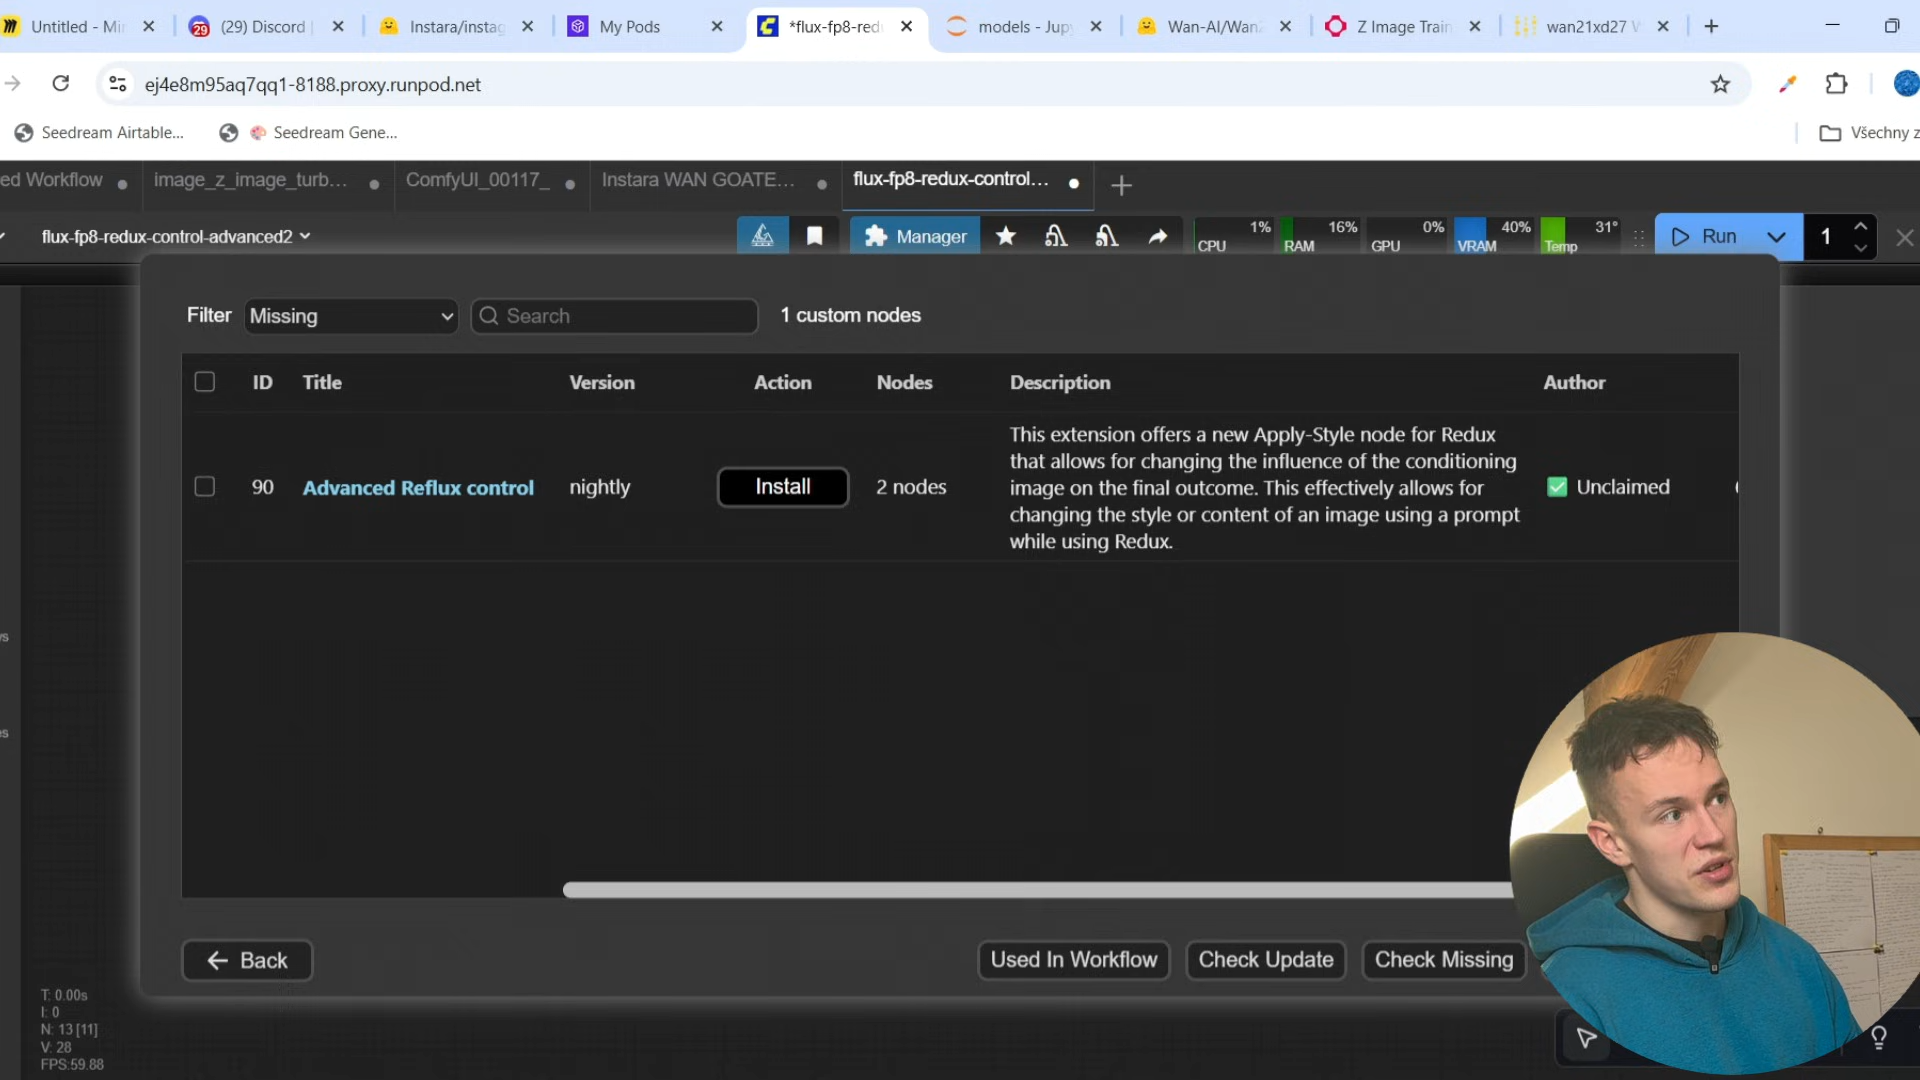 Untitled - Mir
(29) Discord |
Instara/instag
My Pods
*flux-fp8-redu
models - Jupy
Wan-AI/Wan2
Z Image Train
wan21xd27 W
ej4e8m95aq7qq1-8188.proxy.runpod.net
Seedream Airtable...
Seedream Gene...
Všechny z
ed Workflow
image_z_image_turb...
ComfyUI_00117_
Instara WAN GOATE...
flux-fp8-redux-control...
flux-fp8-redux-control-advanced2
Manager
CPU 1%
RAM 16%
GPU 0%
VRAM 40%
Temp 31°
Run
1
Filter
Missing
Search
1 custom nodes
ID Title Version Action Nodes Description Author
90 Advanced Reflux control nightly Install 2 nodes
This extension offers a new Apply-Style node for Redux
that allows for changing the influence of the conditioning
image on the final outcome. This effectively allows for
changing the style or content of an image using a prompt
while using Redux.
Unclaimed
Back
Used In Workflow
Check Update
Check Missing
T: 0.00s
I: 0
N: 13 [11]
V: 28
FPS:59.88